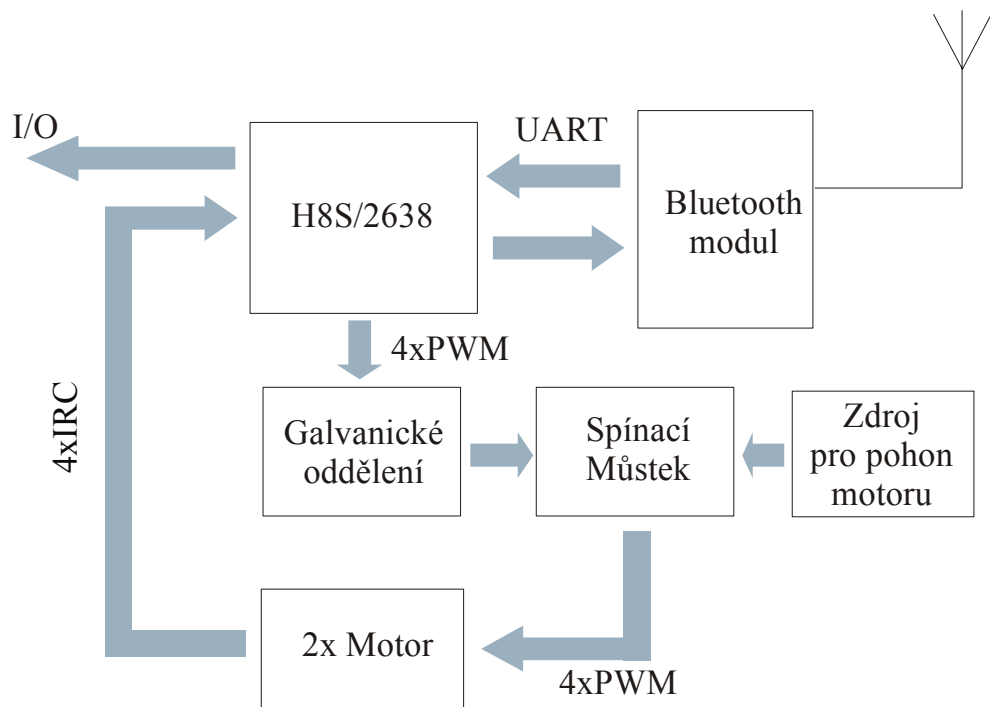 I/O
UART
H8S/2638
Bluetooth
modul
4xPWM
4xIRC
Galvanické
oddělení
Spínací
Můstek
Zdroj
pro pohon
motoru
2x Motor
4xPWM